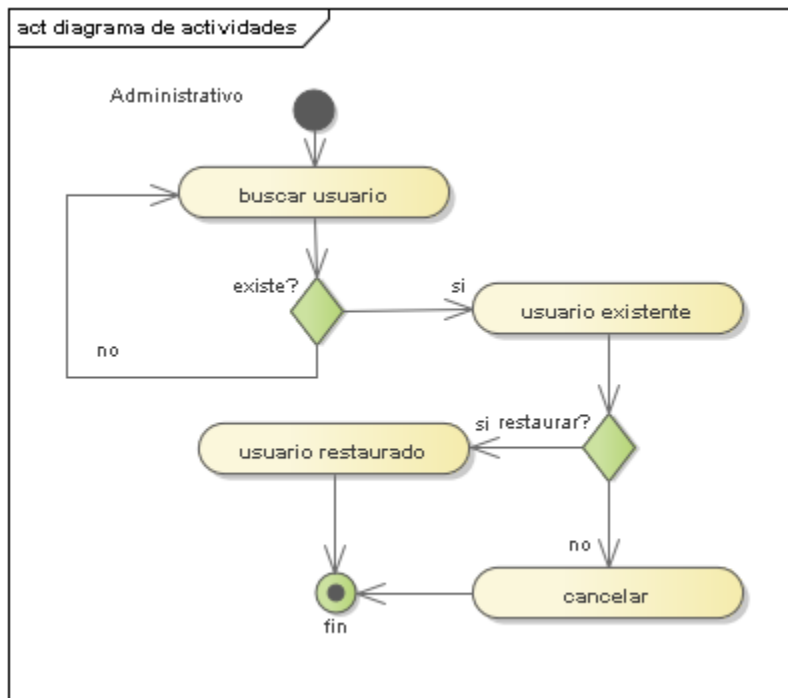 act diagrama de actividades
Administrativo
buscar usuario
existe?
si
usuario existente
no
si
restaurar?
usuario restaurado
no
cancelar
fin